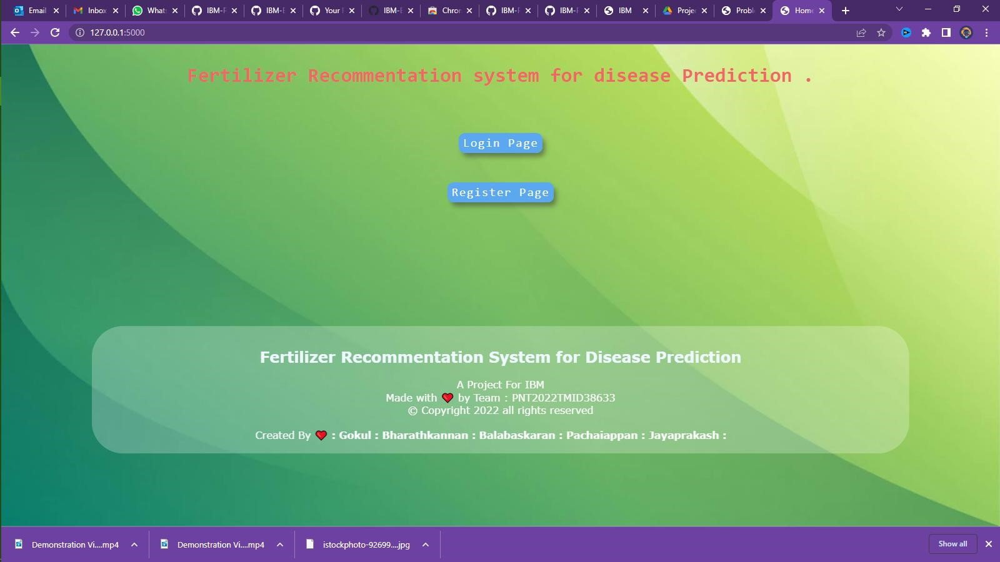 Email
Inbox
Whats
IBM-P
IBM-E
Your
IBM-E
Chron
IBM-P
IBM-P
IBM
Projec
Probl
Home
127.0.0.1:5000
Fertilizer Recommentation system for disease Prediction .
Login Page
Register Page
Fertilizer Recommentation System for Disease Prediction
A Project For IBM
Made with ❤ by Team : PNT2022TMID38633
© Copyright 2022 all rights reserved
Created By ❤ : Gokul : Bharathkannan : Balabaskaran : Pachaiappan : Jayaprakash :
Demonstration Vi....mp4
Demonstration Vi....mp4
istockphoto-92699....jpg
Show all